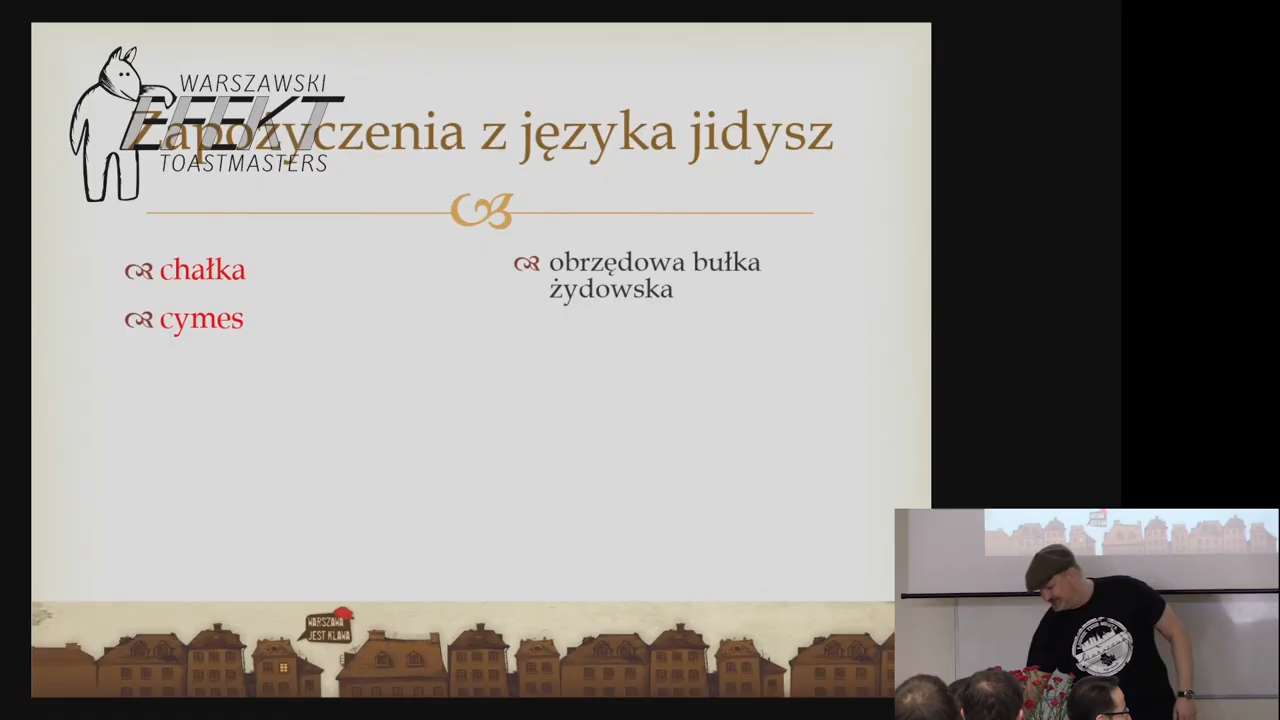 WARSZAWSKI
EFEKT
TOASTMASTERS
Zapożyczenia z języka jidysz
chałka
obrzędowa bułka
żydowska
cymes
WARSZAWA
JEST KLAWA